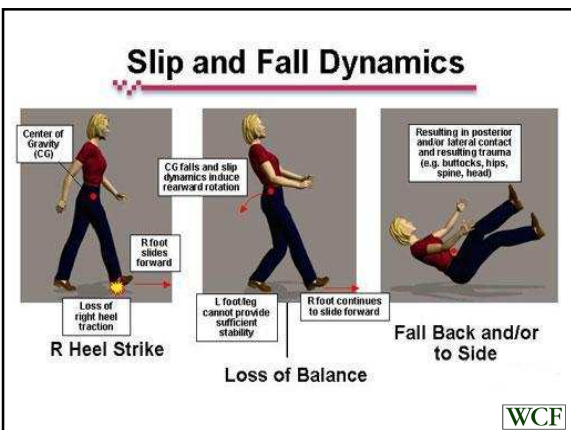 Slip and Fall Dynamics
Center of
Gravity
(CG)
R foot
slides
forward
Loss of
right heel
traction
R Heel Strike
CG falls and slip
dynamics induce
rearward rotation
L foot/leg
cannot provide
sufficient
stability
R foot continues
to slide forward
Loss of Balance
Resulting in posterior
and/or lateral contact
and resulting trauma
(e.g. buttocks, hips,
spine, head)
Fall Back and/or
to Side
WCF